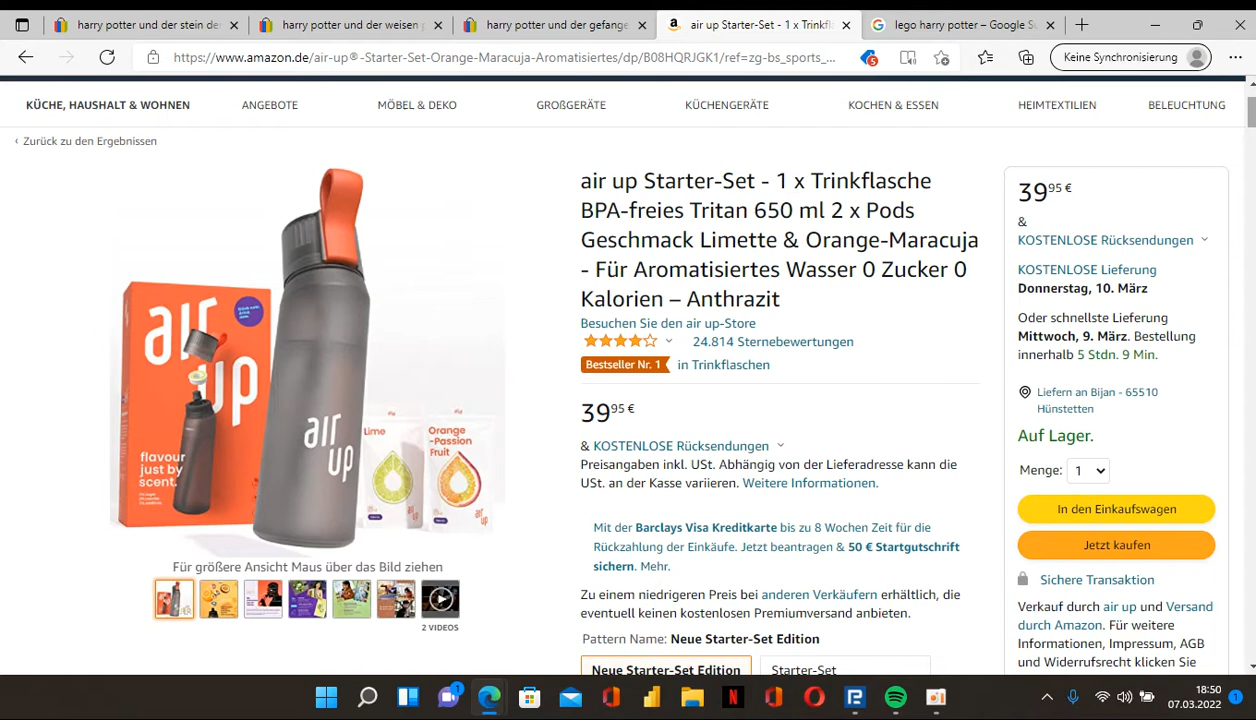 harry potter und der stein de
harry potter und der weisen
harry potter und der gefange
air up Starter-Set - 1 x Trinkfl
lego harry potter – Google Su
https://www.amazon.de/air-up®-Starter-Set-Orange-Maracuja-Aromatisiertes/dp/B08HQRJGK1/ref=zg-bs_sports_...
5
Keine Synchronisierung
KÜCHE, HAUSHALT & WOHNEN
ANGEBOTE
MÖBEL & DEKO
GROẞGERÄTE
KÜCHENGERÄTE
KOCHEN & ESSEN
HEIMTEXTILIEN
BELEUCHTUNG
‹ Zurück zu den Ergebnissen
air
up
flavour
just by
scent.
air
up
Lime
Orange
-Passion
Fruit
Für größere Ansicht Maus über das Bild ziehen
2 VIDEOS
air up Starter-Set - 1 x Trinkflasche
BPA-freies Tritan 650 ml 2 x Pods
Geschmack Limette & Orange-Maracuja
- Für Aromatisiertes Wasser 0 Zucker 0
Kalorien – Anthrazit
Besuchen Sie den air up-Store
24.814 Sternebewertungen
Bestseller Nr. 1 in Trinkflaschen
39 95 €
& KOSTENLOSE Rücksendungen
Preisangaben inkl. USt. Abhängig von der Lieferadresse kann die
USt. an der Kasse variieren. Weitere Informationen.
Mit der Barclays Visa Kreditkarte bis zu 8 Wochen Zeit für die
Rückzahlung der Einkäufe. Jetzt beantragen & 50 € Startgutschrift
sichern. Mehr.
Zu einem niedrigeren Preis bei anderen Verkäufern erhältlich, die
eventuell keinen kostenlosen Premiumversand anbieten.
Pattern Name: Neue Starter-Set Edition
Neue Starter-Set Edition
Starter-Set
39 95 €
&
KOSTENLOSE Rücksendungen
KOSTENLOSE Lieferung
Donnerstag, 10. März
Oder schnellste Lieferung
Mittwoch, 9. März. Bestellung
innerhalb 5 Stdn. 9 Min.
Liefern an Bijan - 65510
Hünstetten
Auf Lager.
Menge: 1
In den Einkaufswagen
Jetzt kaufen
Sichere Transaktion
Verkauf durch air up und Versand
durch Amazon. Für weitere
Informationen, Impressum, AGB
und Widerrufsrecht klicken Sie
1
N
18:50
07.03.2022
1